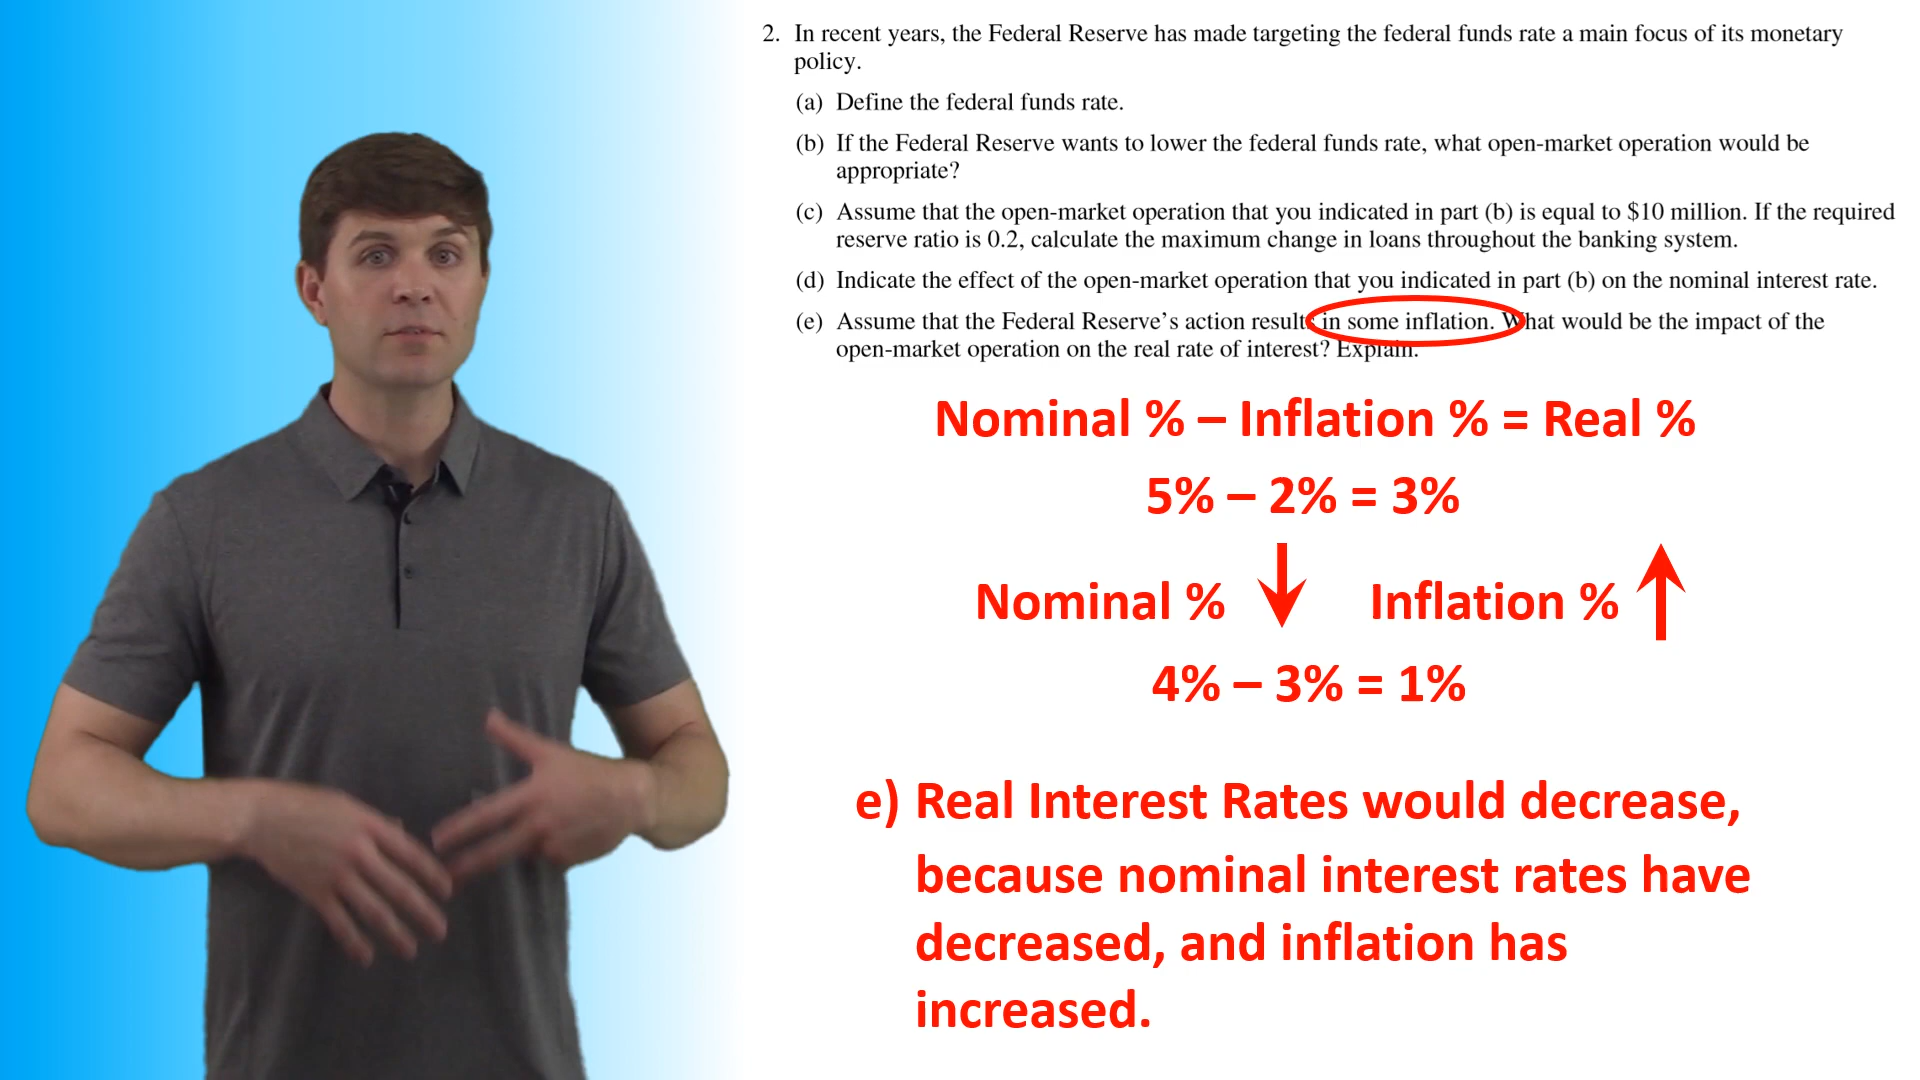 2. In recent years, the Federal Reserve has made targeting the federal funds rate a main focus of its monetary
policy.
(a) Define the federal funds rate.
(b) If the Federal Reserve wants to lower the federal funds rate, what open-market operation would be
appropriate?
(c) Assume that the open-market operation that you indicated in part (b) is equal to $10 million. If the required
reserve ratio is 0.2, calculate the maximum change in loans throughout the banking system.
(d) Indicate the effect of the open-market operation that you indicated in part (b) on the nominal interest rate.
(e) Assume that the Federal Reserve's action results in some inflation. What would be the impact of the
open-market operation on the real rate of interest? Explain.
Nominal % – Inflation % = Real %
5% – 2% = 3%
Nominal % Inflation %
4% – 3% = 1%
e) Real Interest Rates would decrease,
because nominal interest rates have
decreased, and inflation has
increased.